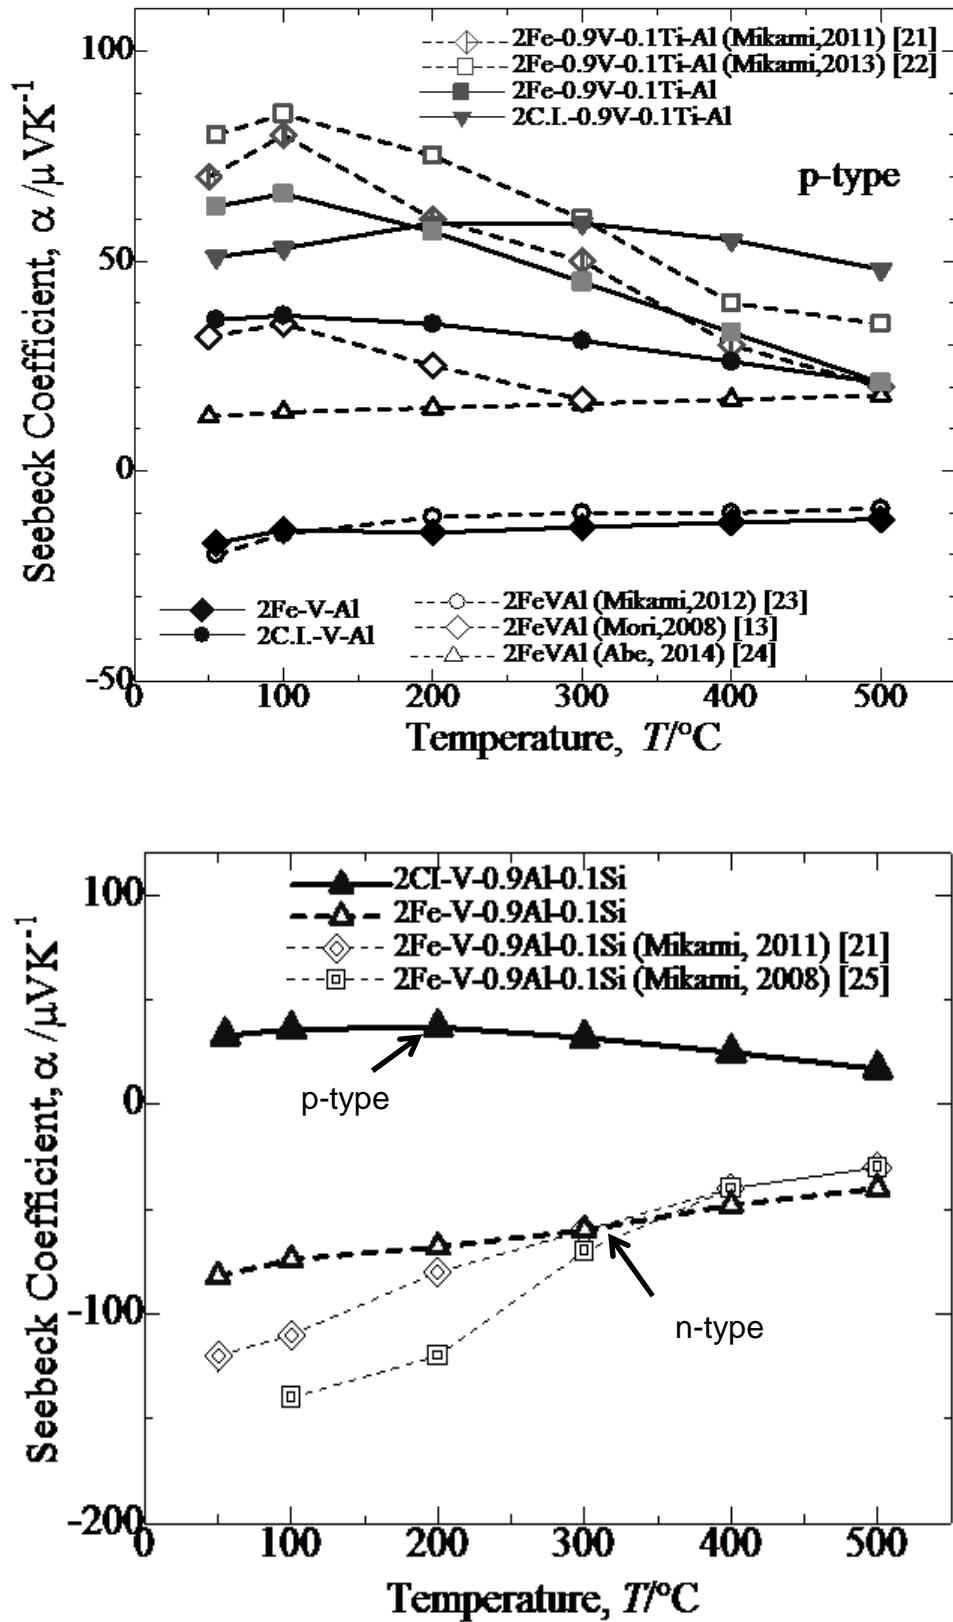 2Fe-0.9V-0.1Ti-Al (Mikami,2011) [21]
2Fe-0.9V-0.1Ti-Al (Mikami,2013) [22]
2Fe-0.9V-0.1Ti-Al
2C.I.-0.9V-0.1Ti-Al
p-type
100
50
0
-50
Seebeck Coefficient, α /μVK⁻¹
2Fe-V-Al
2C.I.-V-Al
2FeVAl (Mikami,2012) [23]
2FeVAl (Mori,2008) [13]
2FeVAl (Abe, 2014) [24]
0 100 200 300 400 500
Temperature, T/°C
2CI-V-0.9Al-0.1Si
2Fe-V-0.9Al-0.1Si
2Fe-V-0.9Al-0.1Si (Mikami, 2011) [21]
2Fe-V-0.9Al-0.1Si (Mikami, 2008) [25]
100
0
-100
-200
Seebeck Coefficient, α /μVK⁻¹
p-type
n-type
0 100 200 300 400 500
Temperature, T/°C